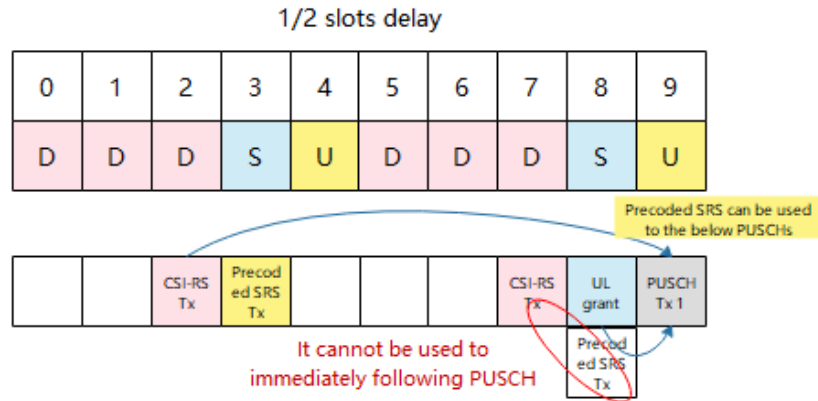 1/2 slots delay
0 1 2 3 4 5 6 7 8 9
D D D S U D D D S U
Precoded SRS can be used
to the below PUSCHs
CSI-RS
Tx
Precod
ed SRS
Tx
CSI-RS
Tx
UL
grant
PUSCH
Tx 1
It cannot be used to
immediately following PUSCH
Precod
ed SRS
Tx